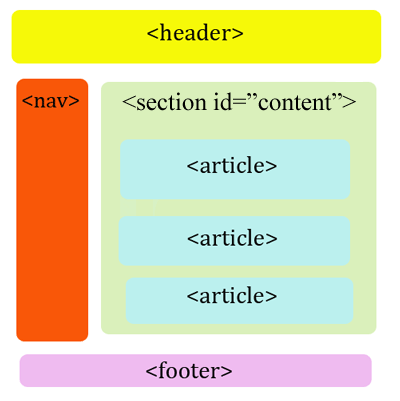 <header>
<nav>
<section id=”content”>
<article>
<article>
<article>
<footer>